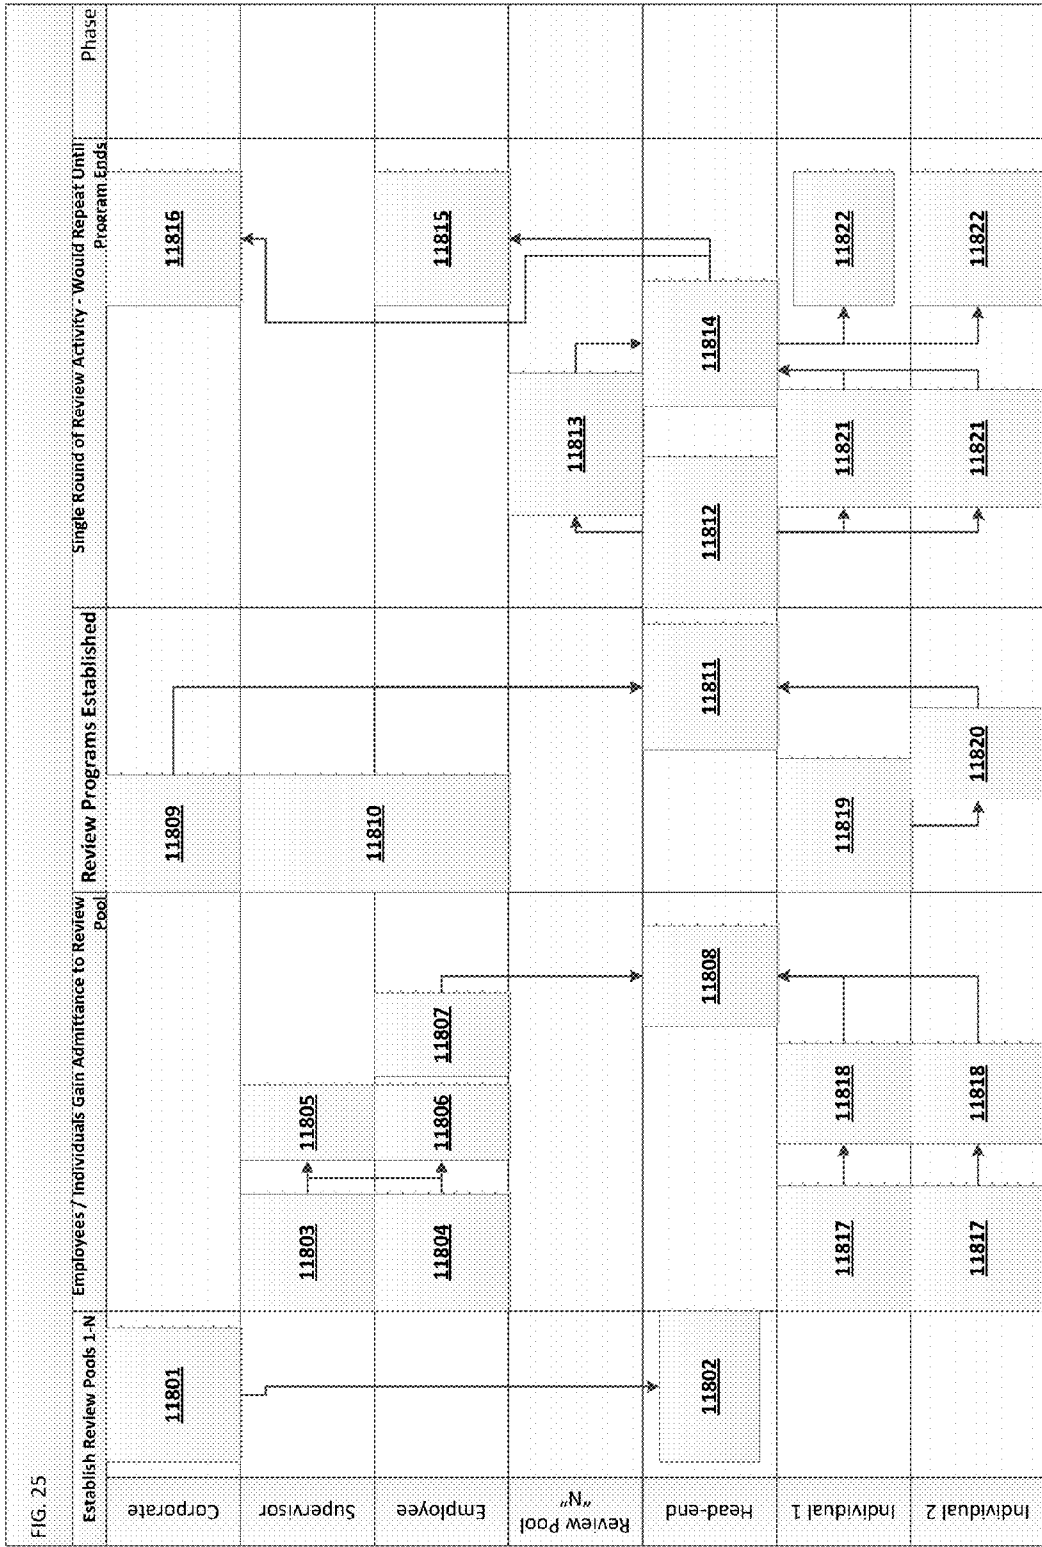 FIG. 25
Establish Review Pools 1-N
Employees / Individuals Gain Admittance to Review
Pool
Review Programs Established
Single Round of Review Activity - Would Repeat Until
Program Ends
Phase
Corporate
11801
11809
11816
Supervisor
11803
11805
11810
Employee
11804
11806
11807
11815
Review Pool
"N"
11813
Head-end
11802
11808
11811
11812
11814
Individual 1
11817
11818
11819
11821
11822
Individual 2
11817
11818
11820
11821
11822